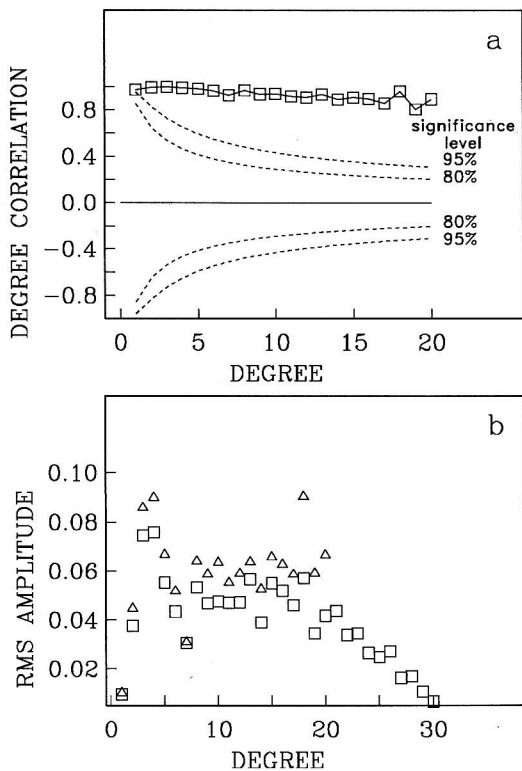 a
DEGREE CORRELATION
0.8
0.4
0.0
-0.4
-0.8
significance
level
95%
80%
80%
95%
0 5 10 15 20
DEGREE
b
RMS AMPLITUDE
0.10
0.08
0.06
0.04
0.02
0 10 20 30
DEGREE